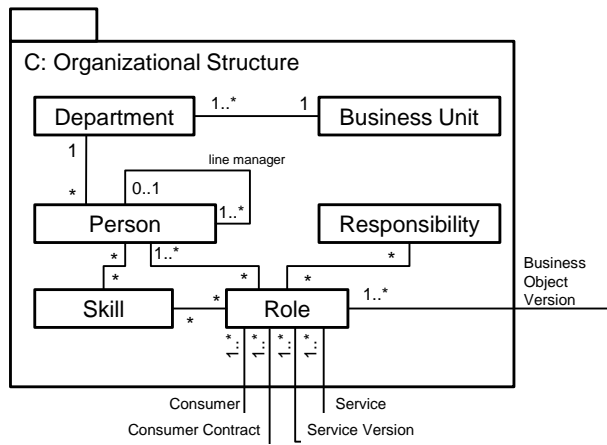 C: Organizational Structure
1..* 1
Department Business Unit
1
line manager
*
0..1
1..*
Person Responsibility
* 1..* *
* * *
Business
Object
Version
Skill * Role 1..*
*
1..* 1..* 1..* 1..*
Consumer Service
Consumer Contract Service Version